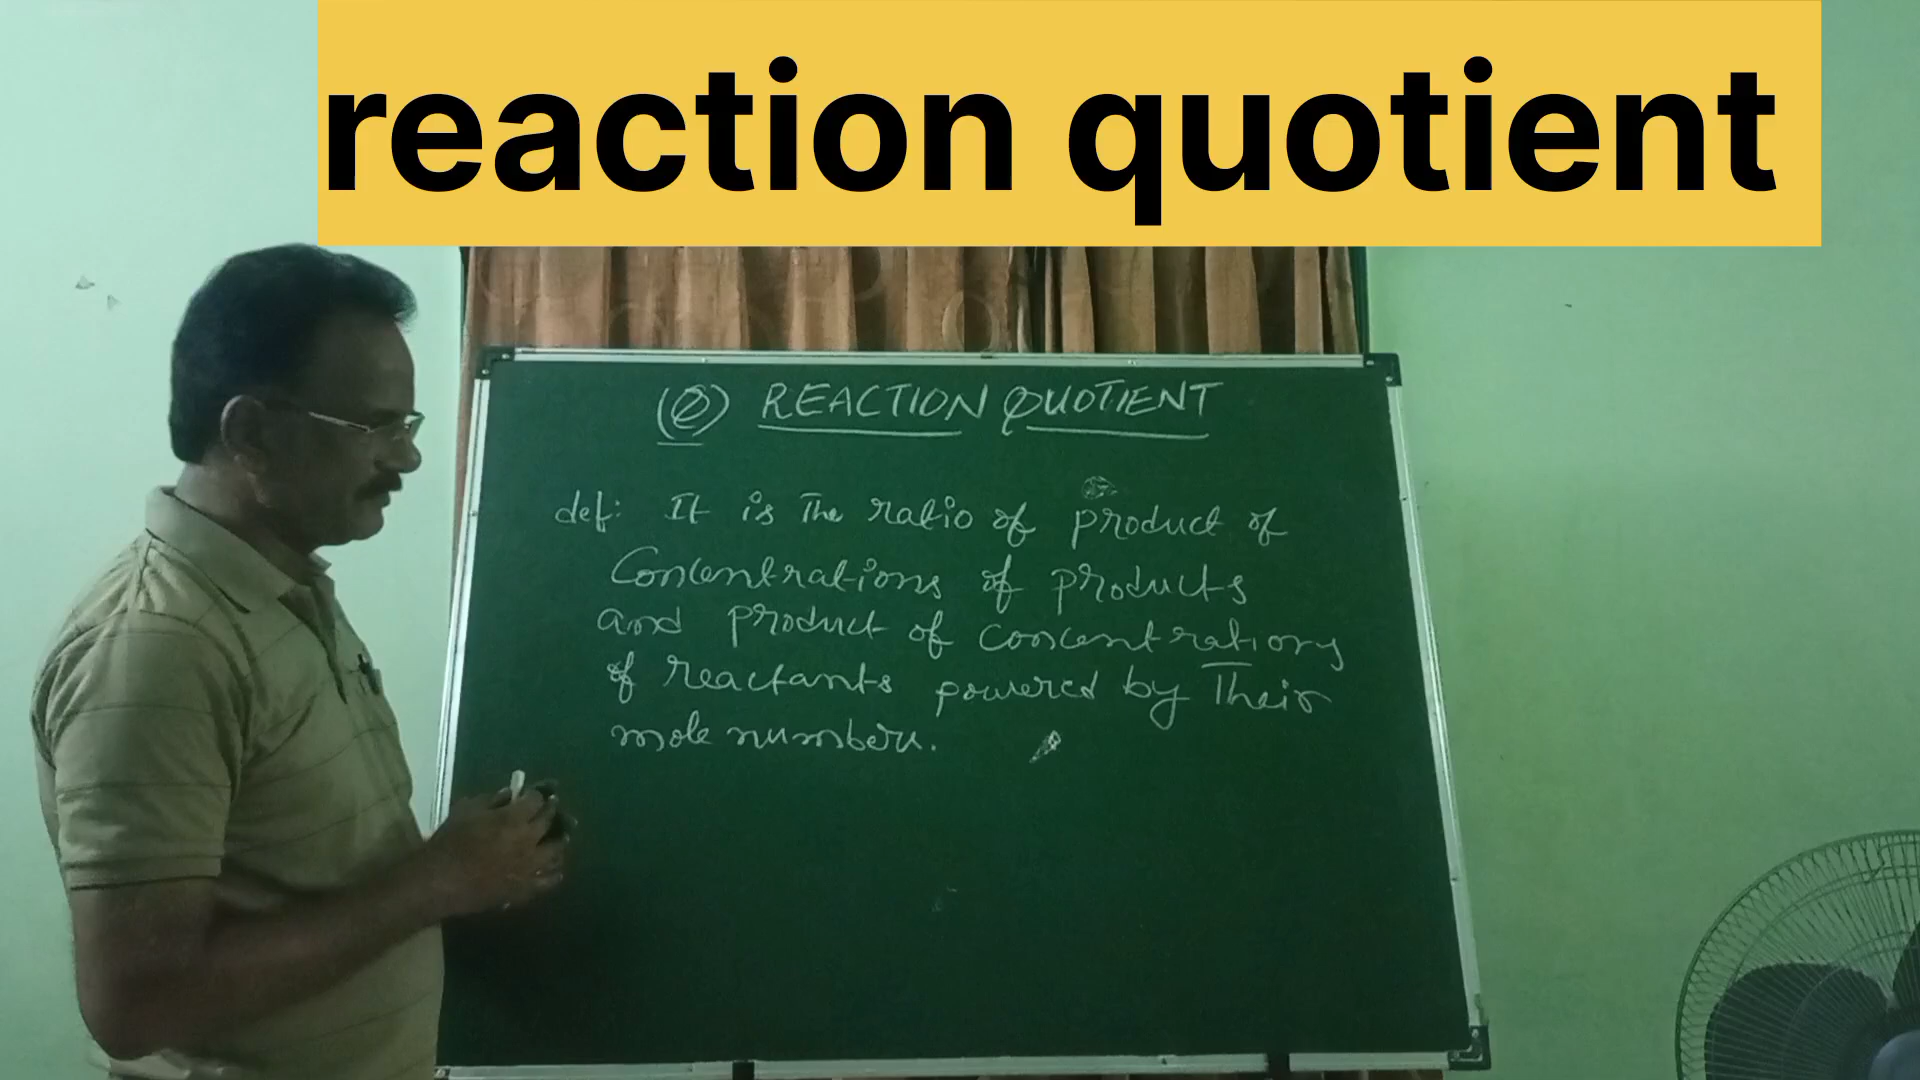 reaction quotient
(Q) REACTION QUOTIENT
def: It is The ratio of product of
Concentrations of products
and product of concentrations
of reactants powered by Their
mole numbers.